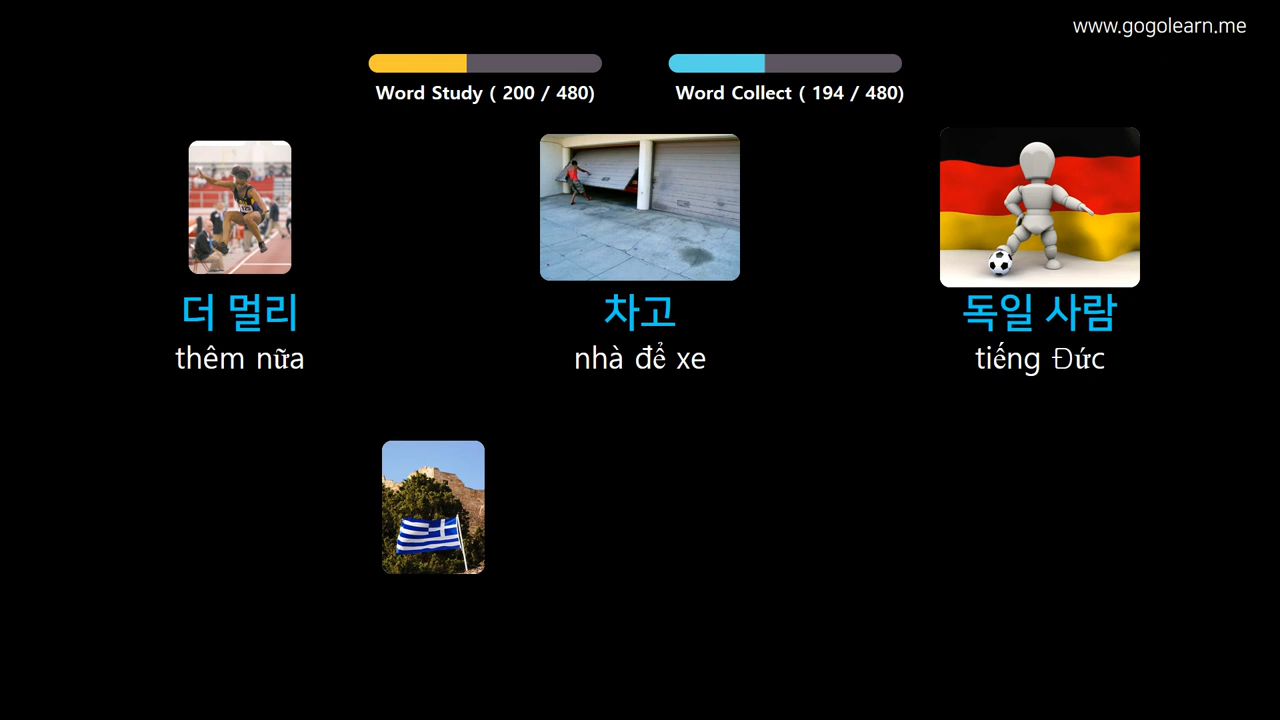 www.gogolearn.me
Word Study ( 200 / 480)
Word Collect ( 194 / 480)
더 멀리
차고
독일 사람
thêm nữa
nhà để xe
tiếng Đức